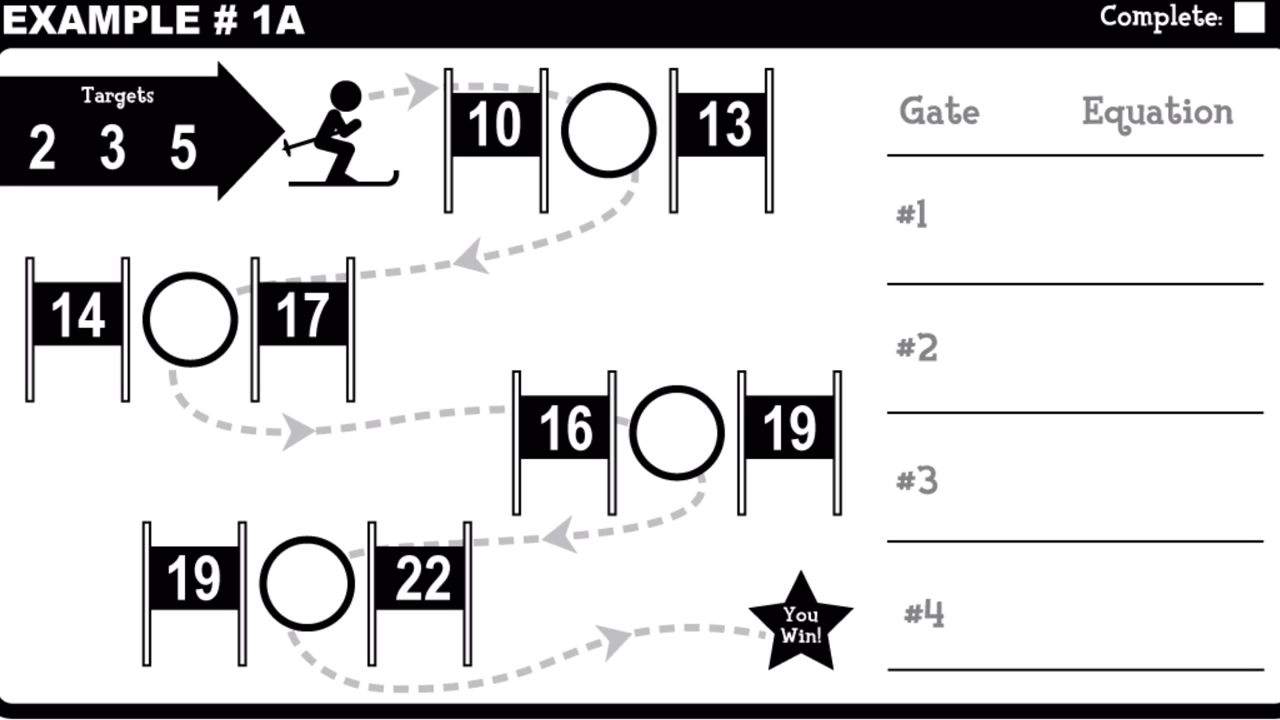 EXAMPLE # 1A
Complete:
Targets
2 3 5
10 13
14 17
16 19
19 22
You
Win!
Gate Equation
#1
#2
#3
#4